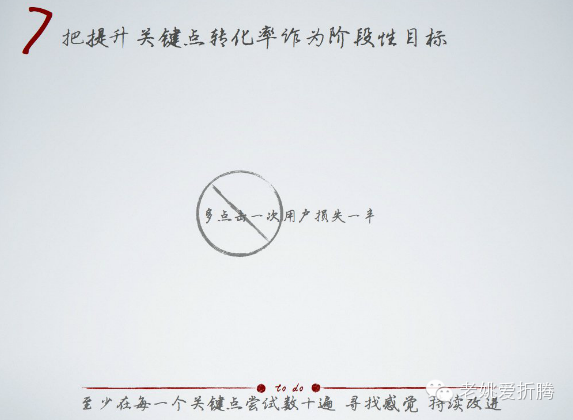 7 把提升关键点转化率作为阶段性目标
多点击一次用户损失一半
to do
老姚爱折腾
至少在每一个关键点尝试数十遍 寻找感觉 持续改进